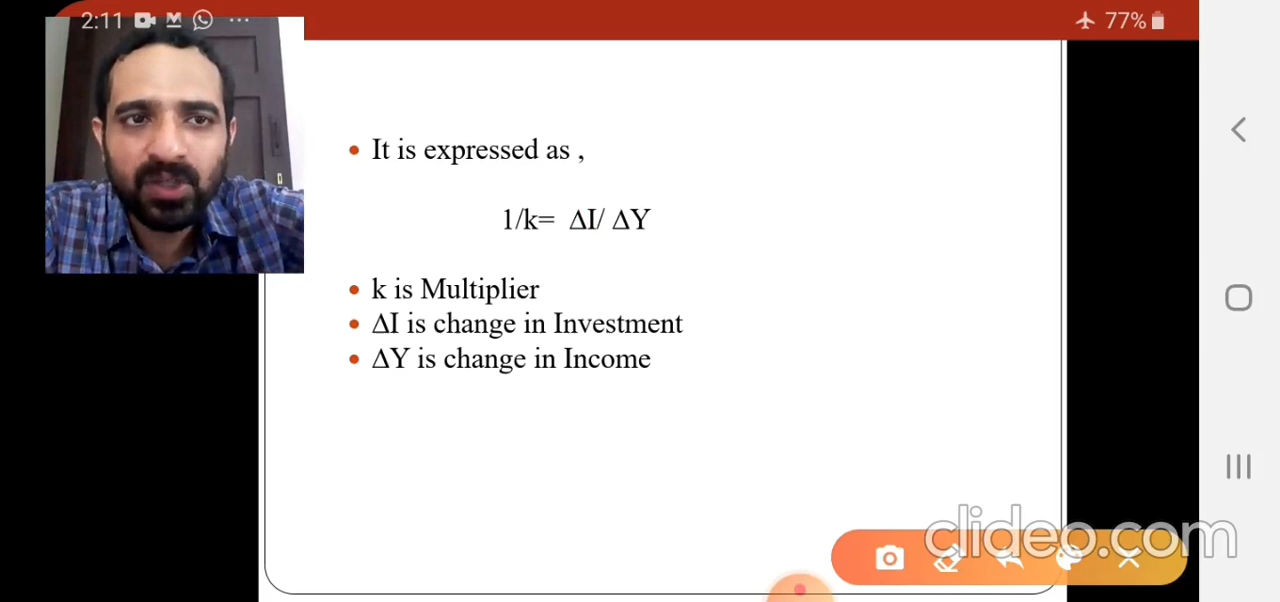 2:11
77%
It is expressed as ,
1/k= ΔI/ ΔY
k is Multiplier
ΔI is change in Investment
ΔY is change in Income
clideo.com